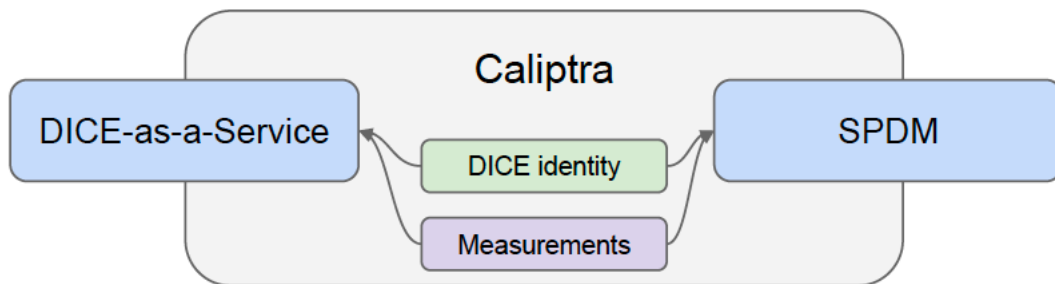 Caliptra
DICE-as-a-Service
SPDM
DICE identity
Measurements